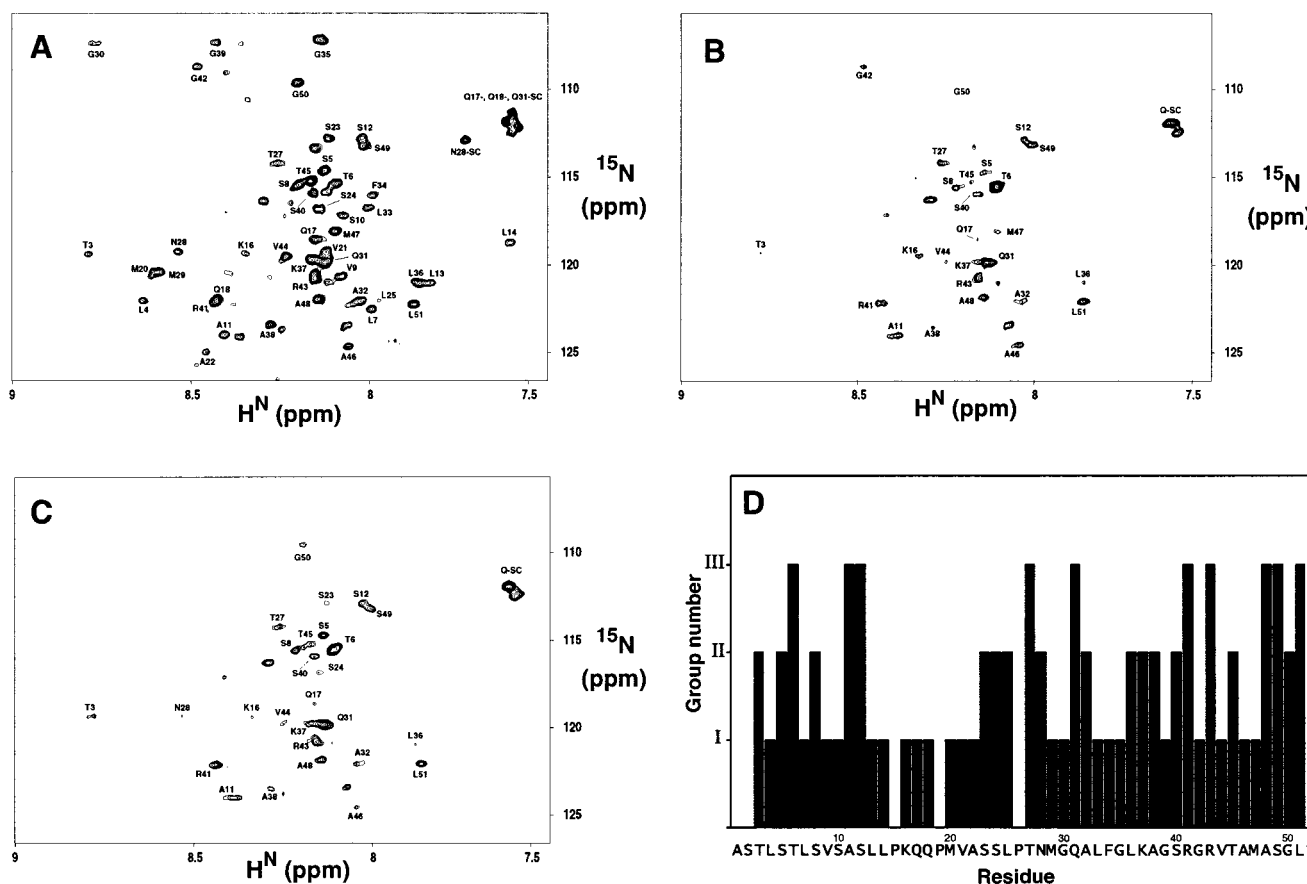 A
G30
G39
G35
G42
G50
Q17-, Q18-, Q31-SC
S23
S12
S49
N28-SC
T27
S5
T45
T6
S8
S24
F34
S40
S10
L33
Q17
M47
L14
T3
N28
K16
V44
V21
Q31
M20
M29
K37
V9
R43
L36
L13
Q18
R41
L4
A48
A32
L25
L7
L51
A11
A38
A46
A22
110
115
120
125
15N
(ppm)
9
8.5
8
7.5
HN (ppm)
B
G42
G50
Q-SC
S12
S49
T27
S5
T45
S8
T6
S40
Q17
M47
T3
K16
V44
K37
Q31
R43
L36
R41
A48
A32
L51
A11
A38
A46
110
115
120
125
15N
(ppm)
9
8.5
8
7.5
HN (ppm)
C
G50
Q-SC
S23
S12
S49
T27
T45
S5
T6
S8
S40
S24
T3
N28
K16
Q17
V44
Q31
K37
R43
L36
R41
A48
A32
L51
A11
A38
A46
110
115
120
125
15N
(ppm)
9
8.5
8
7.5
HN (ppm)
D
III
II
I
Group number
10
20
30
40
50
ASTLSTLSVSASLLPKQQPMVASSLPTNMGQALFGLKAGSRGRVTAMASGL
Residue